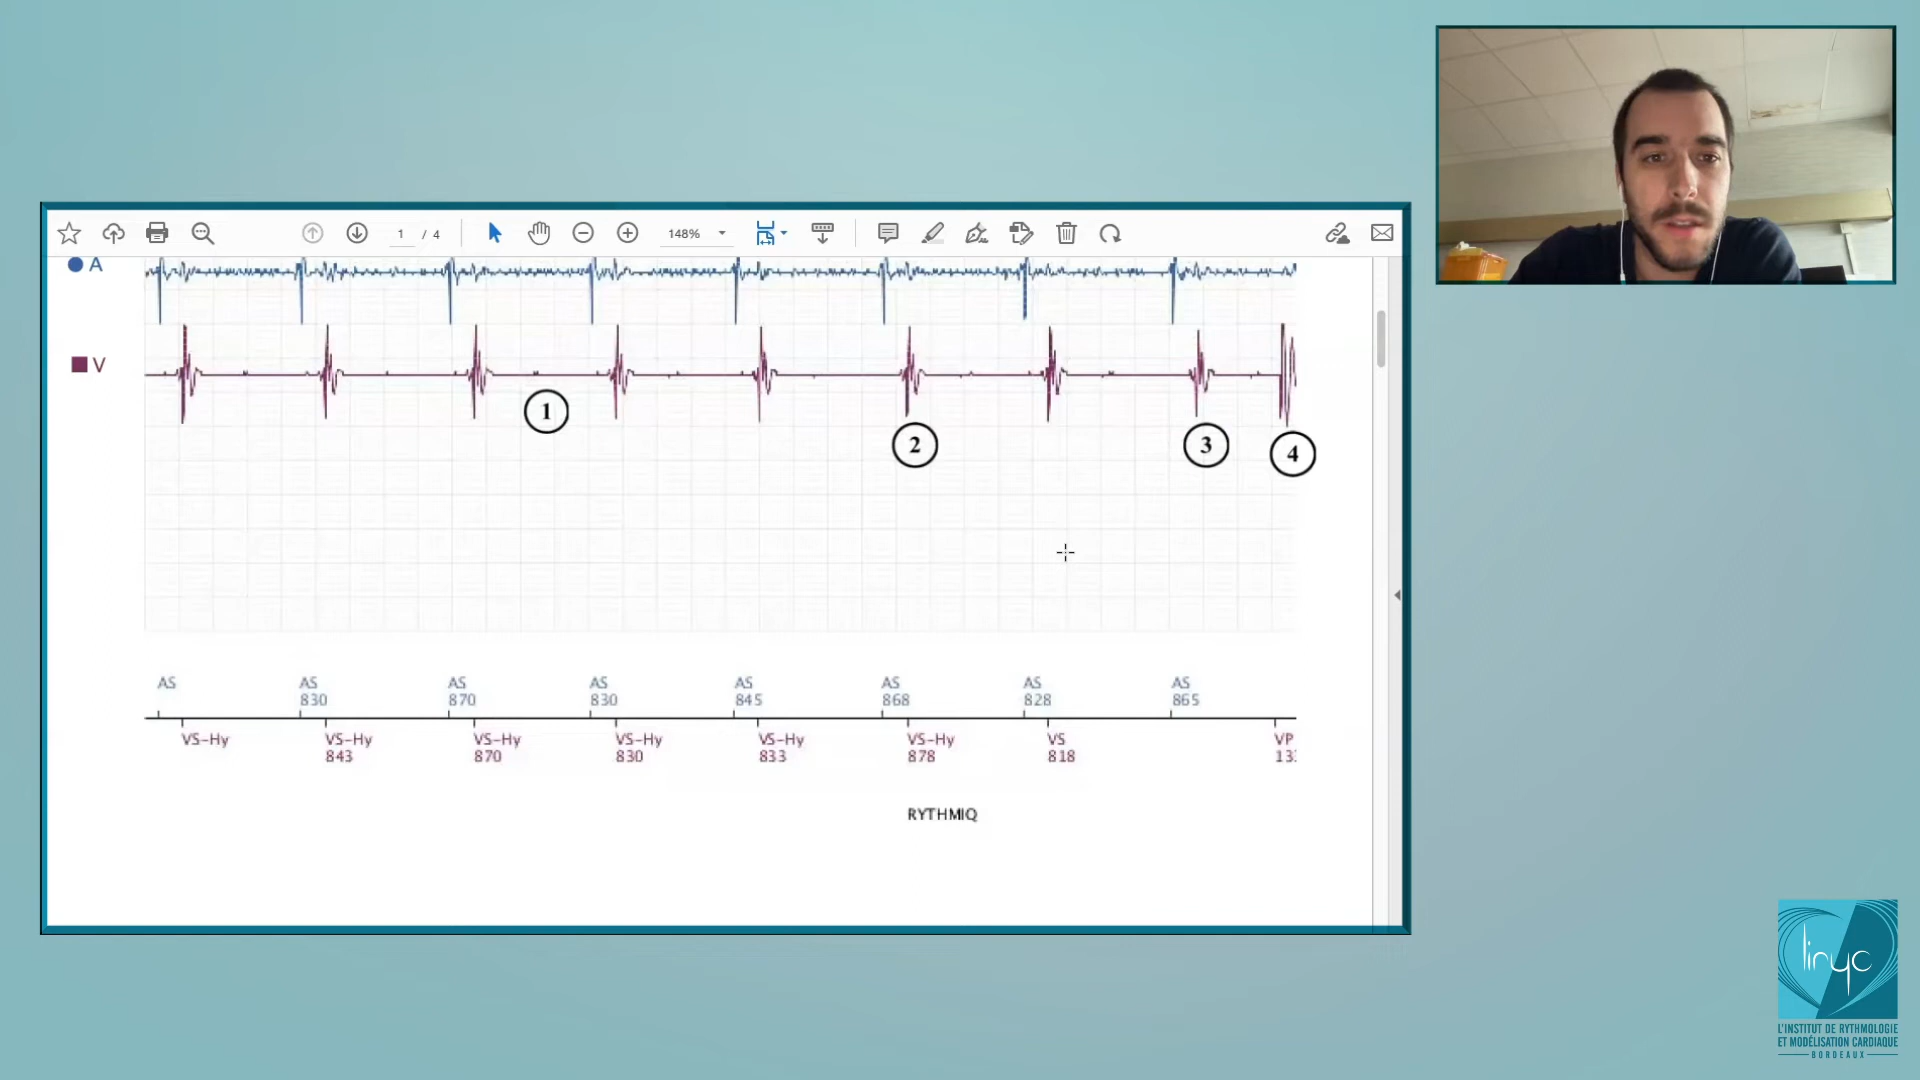 1 / 4
148%
A
V
1
2
3
4
AS AS AS AS AS AS AS AS
830 870 830 845 868 828 865
VS-Hy VS-Hy VS-Hy VS-Hy VS-Hy VS-Hy VS VP
843 870 830 833 878 818
RYTHMIQ
liryc
L'INSTITUT DE RYTHMOLOGIE
ET MODÉLISATION CARDIAQUE
BORDEAUX